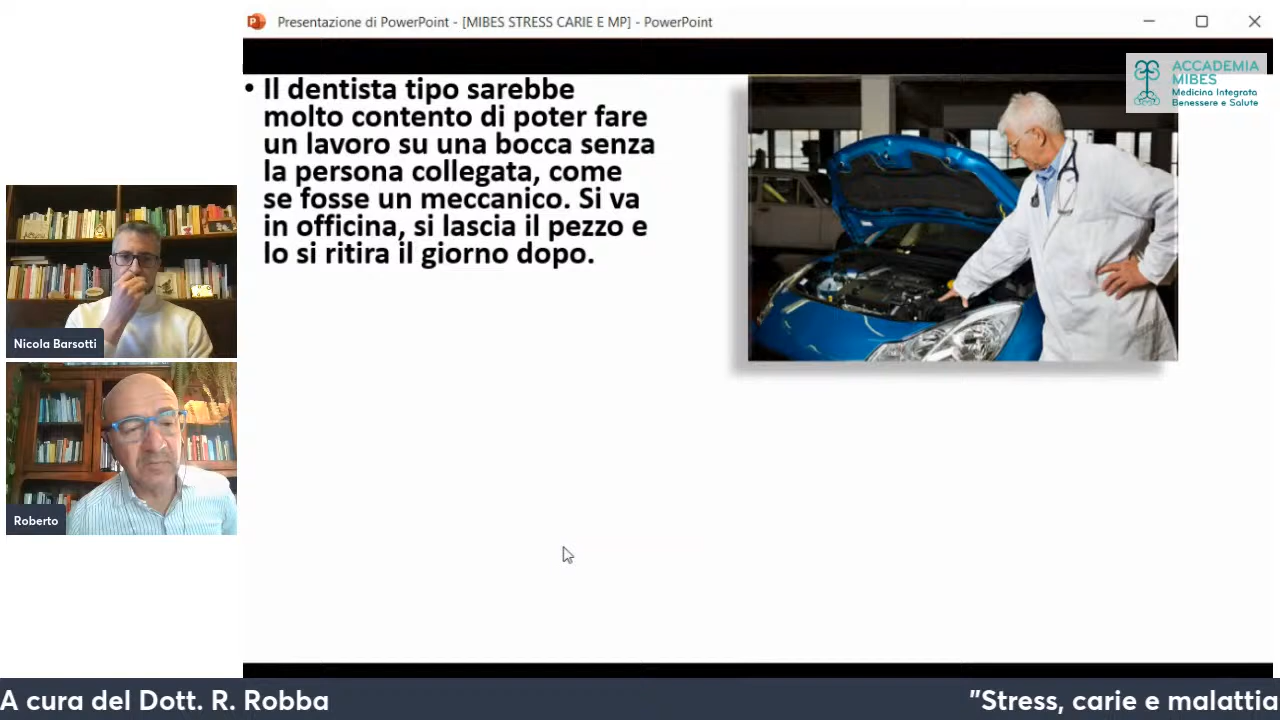 Presentazione di PowerPoint - [MIBES STRESS CARIE E MP] - PowerPoint
ACCADEMIA
MIBES
Medicina Integrata
Benessere e Salute
• Il dentista tipo sarebbe
molto contento di poter fare
un lavoro su una bocca senza
la persona collegata, come
se fosse un meccanico. Si va
in officina, si lascia il pezzo e
lo si ritira il giorno dopo.
Nicola Barsotti
Roberto
A cura del Dott. R. Robba
"Stress, carie e malattia